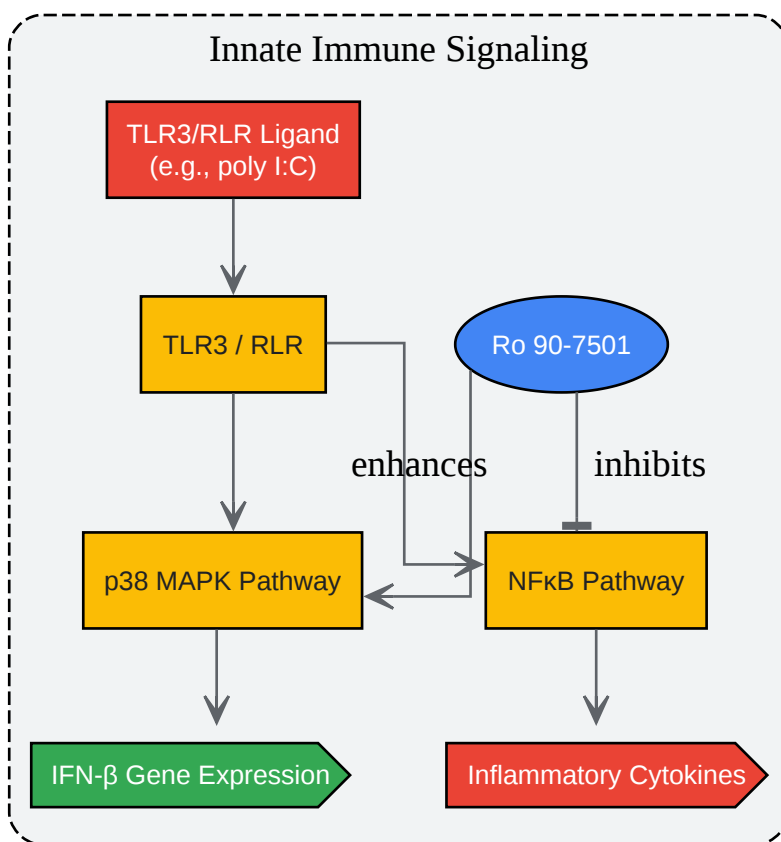 Innate Immune Signaling
TLR3/RLR Ligand
(e.g., poly I:C)
TLR3 / RLR
Ro 90-7501
enhances
inhibits
p38 MAPK Pathway
NFκB Pathway
IFN-β Gene Expression
Inflammatory Cytokines